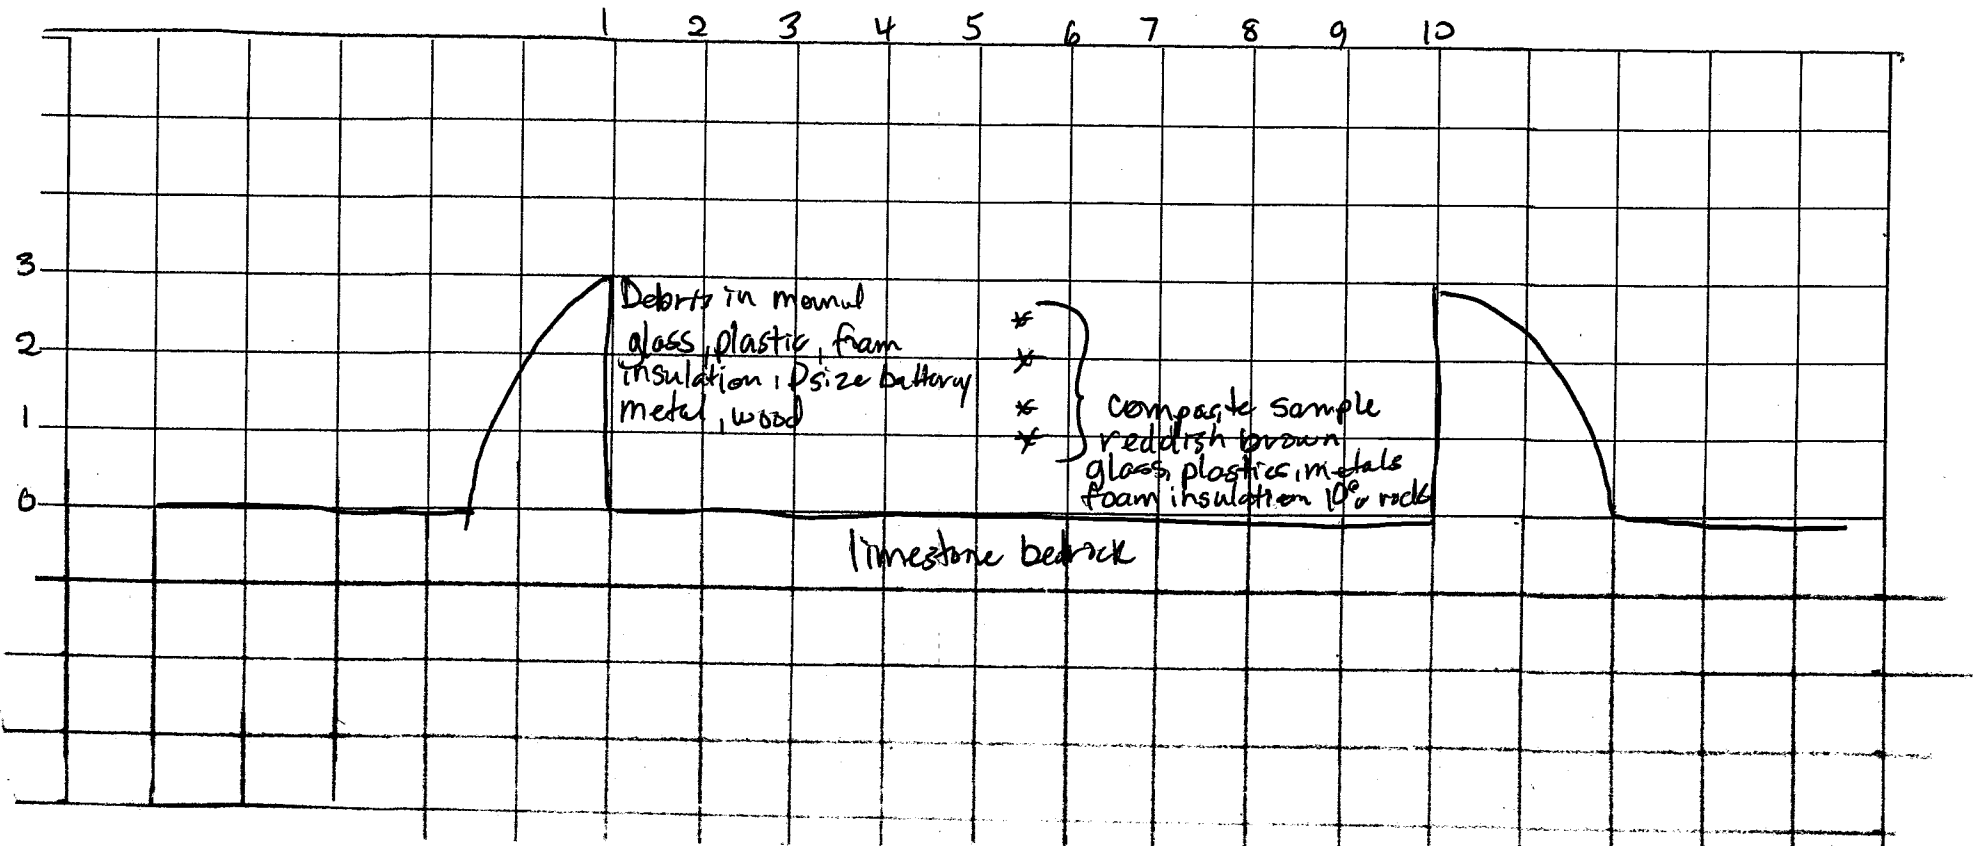 1 2 3 4 5 6 7 8 9 10
3
2
1
0
Debris in mound
glass, plastic, foam
insulation, D size battery
metal, wood
composite sample
reddish brown
glass, plastics, metals
foam insulation 10% rock
limestone bedrock